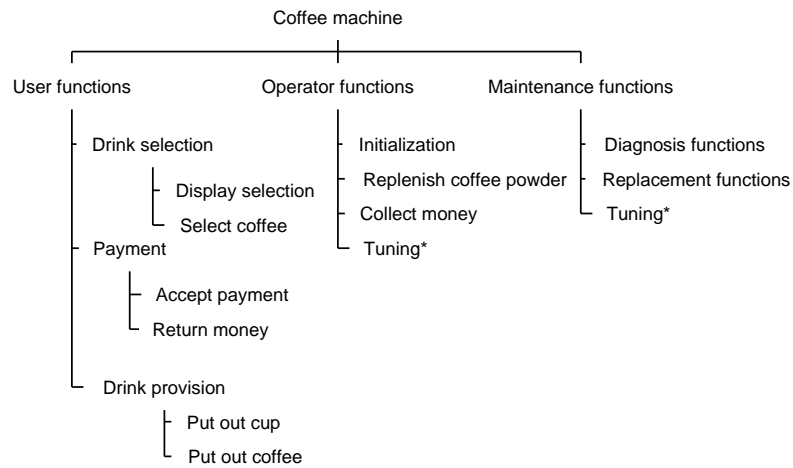 Coffee machine
User functions
Operator functions
Maintenance functions
Drink selection
Display selection
Select coffee
Payment
Accept payment
Return money
Drink provision
Put out cup
Put out coffee
Initialization
Replenish coffee powder
Collect money
Tuning*
Diagnosis functions
Replacement functions
Tuning*